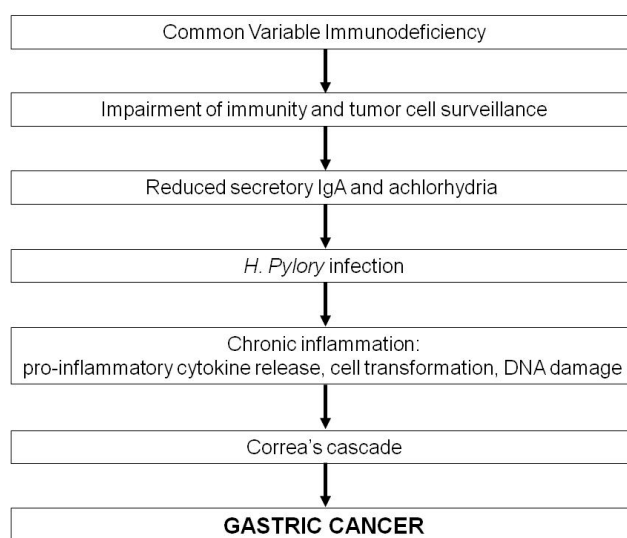 Common Variable Immunodeficiency
Impairment of immunity and tumor cell surveillance
Reduced secretory IgA and achlorhydria
H. Pylory infection
Chronic inflammation:
pro-inflammatory cytokine release, cell transformation, DNA damage
Correa's cascade
GASTRIC CANCER